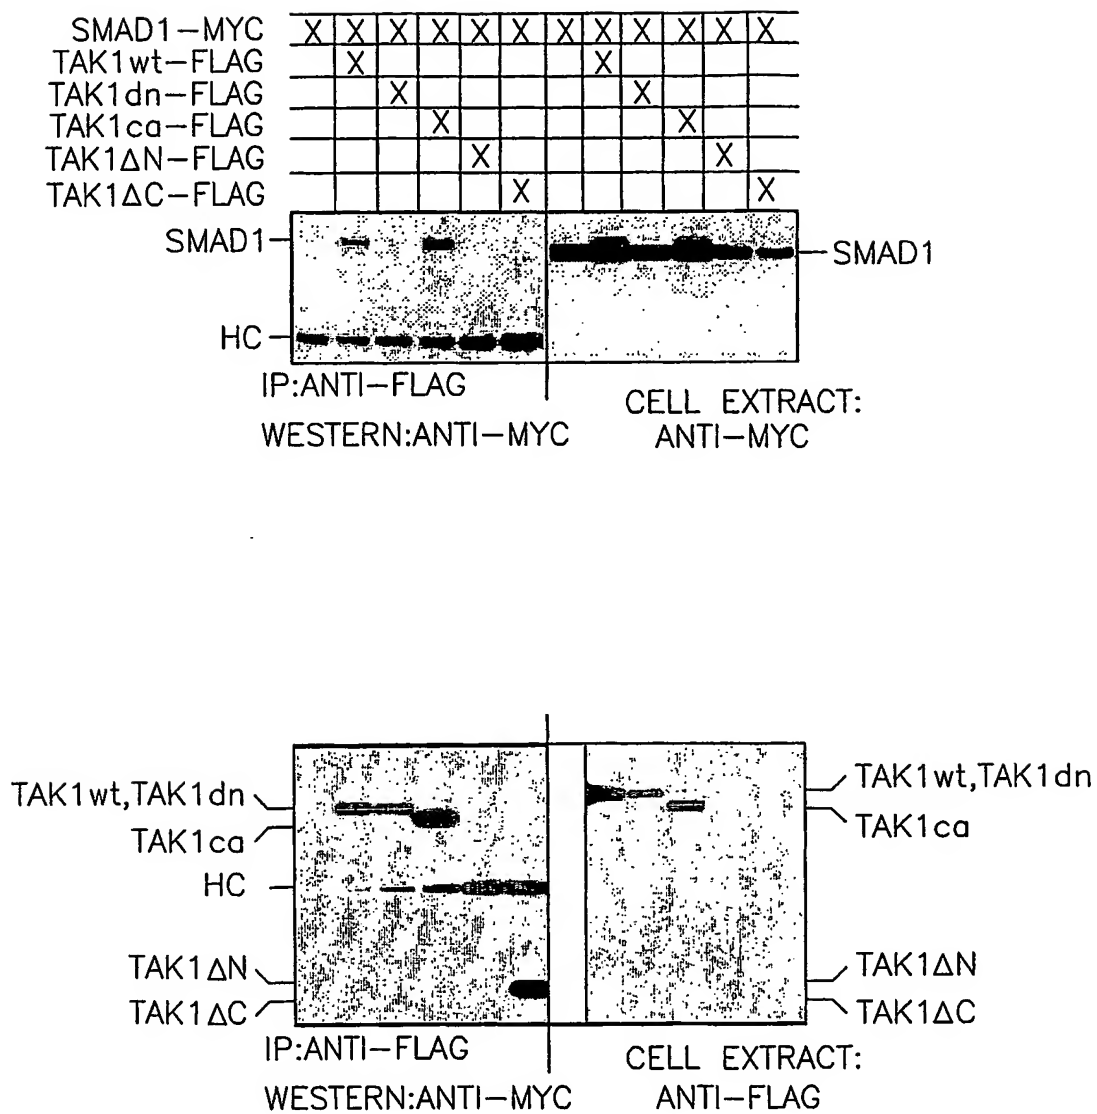 SMAD1-MYC X X X X X X X X X X X X
TAK1wt-FLAG X X
TAK1dn-FLAG X X
TAK1ca-FLAG X X
TAK1ΔN-FLAG X X
TAK1ΔC-FLAG X X
SMAD1
SMAD1
HC
IP:ANTI-FLAG
WESTERN:ANTI-MYC
CELL EXTRACT:
ANTI-MYC
TAK1wt,TAK1dn
TAK1ca
HC
TAK1ΔN
TAK1ΔC
TAK1wt,TAK1dn
TAK1ca
TAK1ΔN
TAK1ΔC
IP:ANTI-FLAG
WESTERN:ANTI-MYC
CELL EXTRACT:
ANTI-FLAG